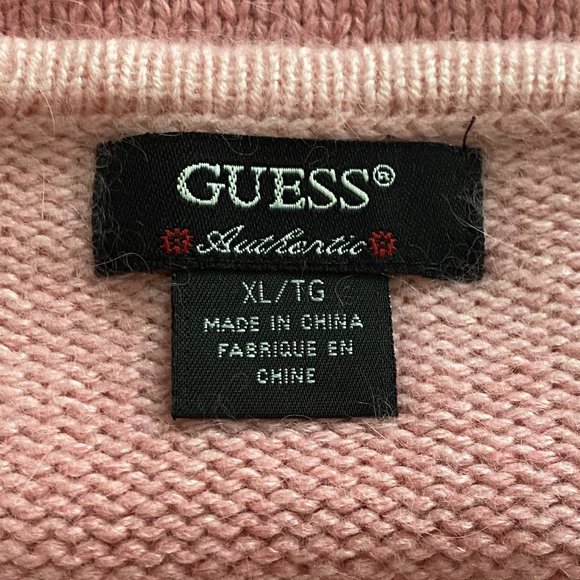 GUESS®
Authentic
XL/TG
MADE IN CHINA
FABRIQUE EN
CHINE